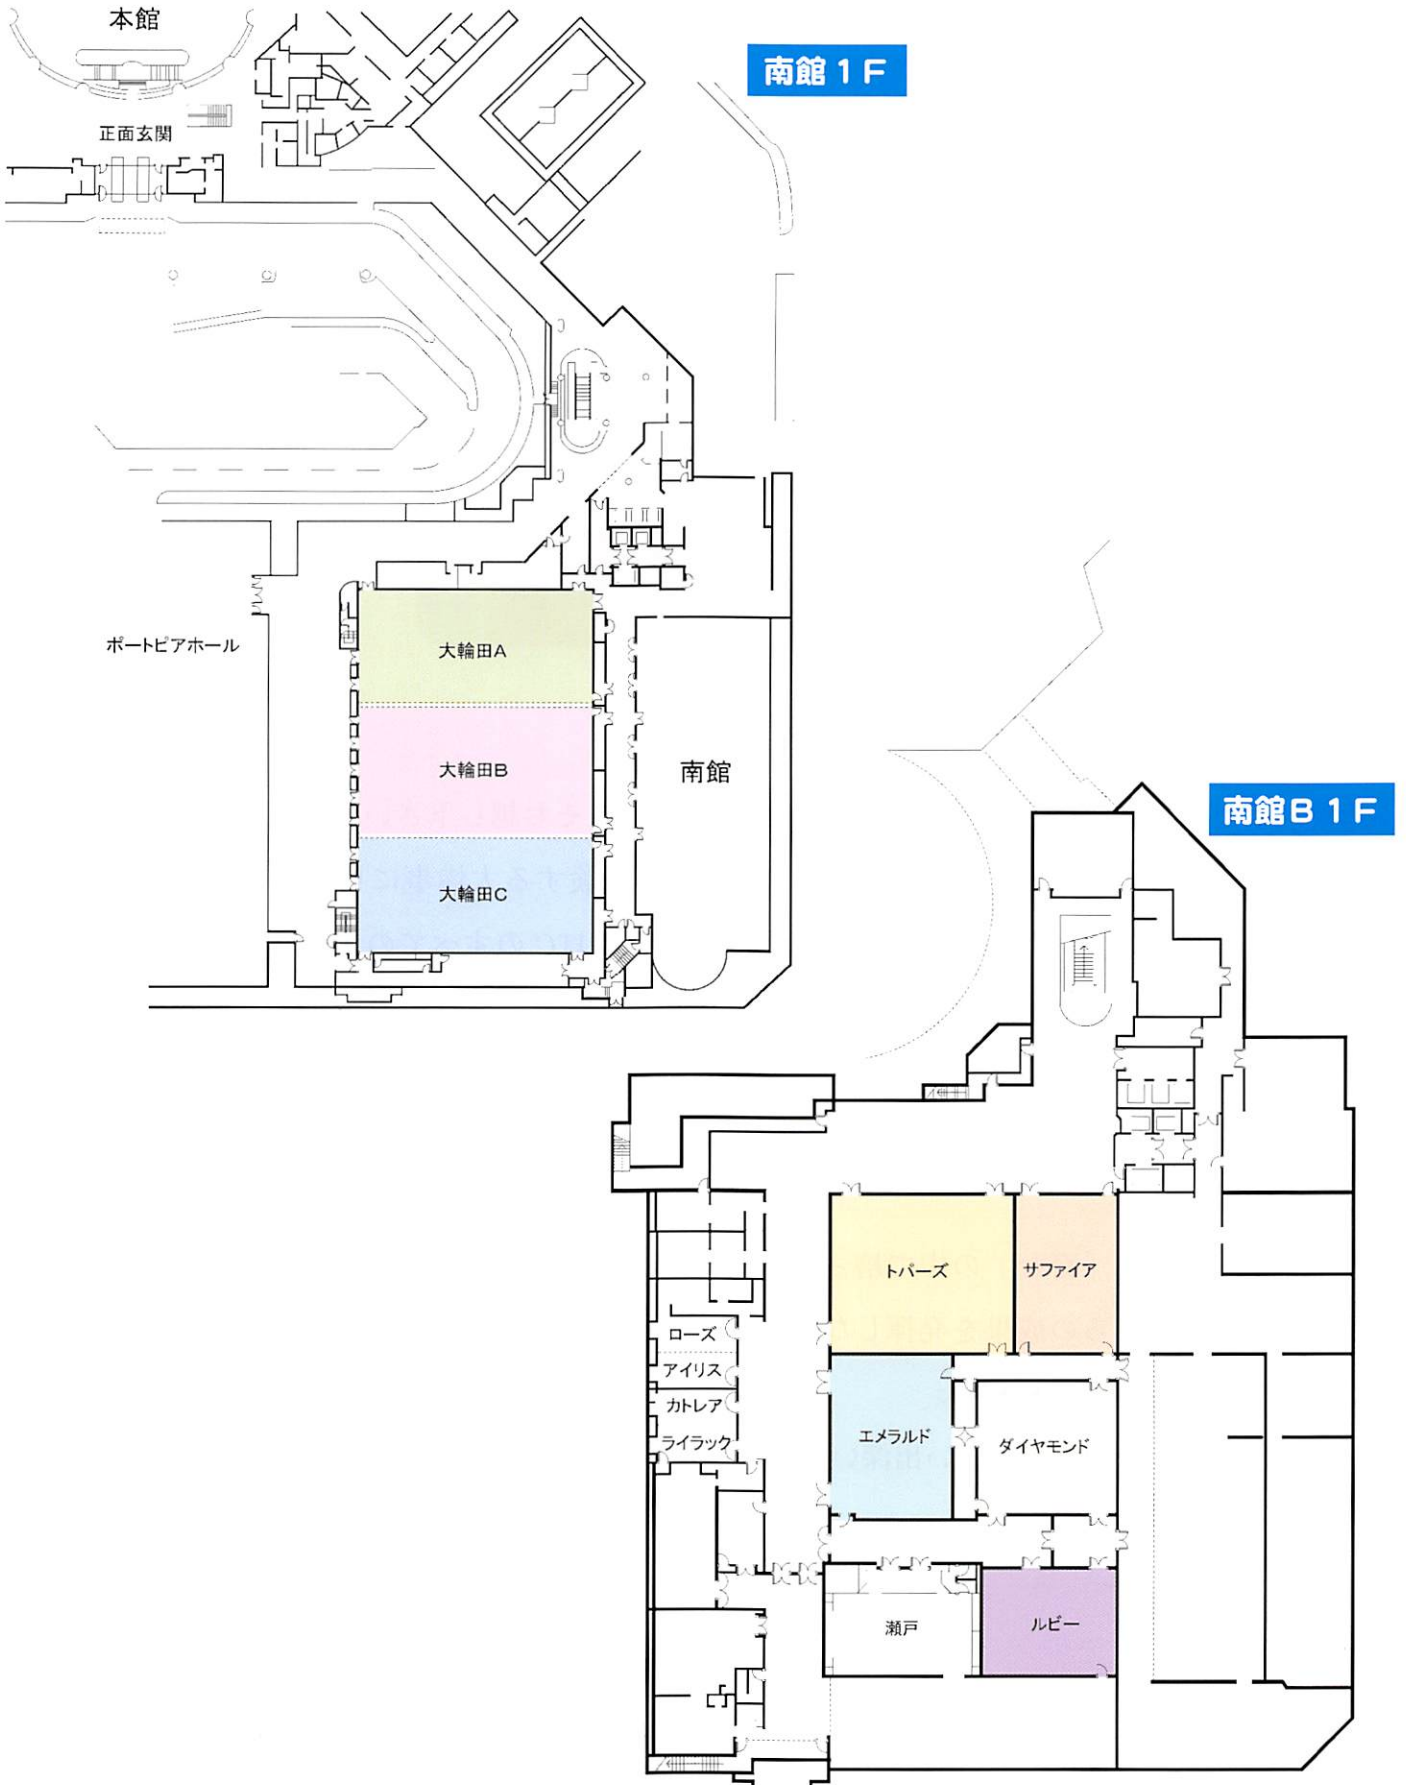 本館
南館1F
正面玄関
ポートピアホール
大輪田A
大輪田B
大輪田C
南館
南館B1F
トパーズ
サファイア
ローズ
アイリス
カトレア
ライラック
エメラルド
ダイヤモンド
瀬戸
ルビー